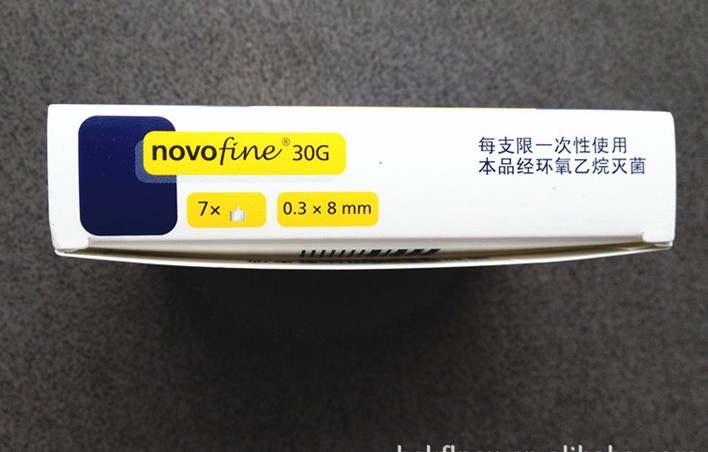 novofine® 30G
7×
0.3 × 8 mm
每支限一次性使用
本品经环氧乙烷灭菌